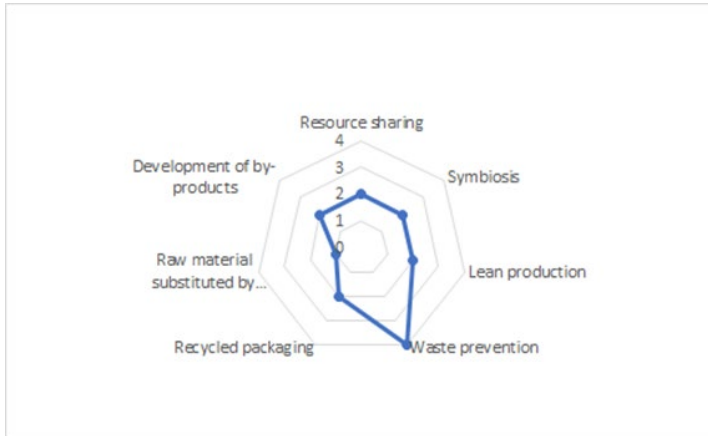 Resource sharing
4
3
2
1
0
Symbiosis
Lean production
Waste prevention
Recycled packaging
Raw material
substituted by...
Development of by-
products